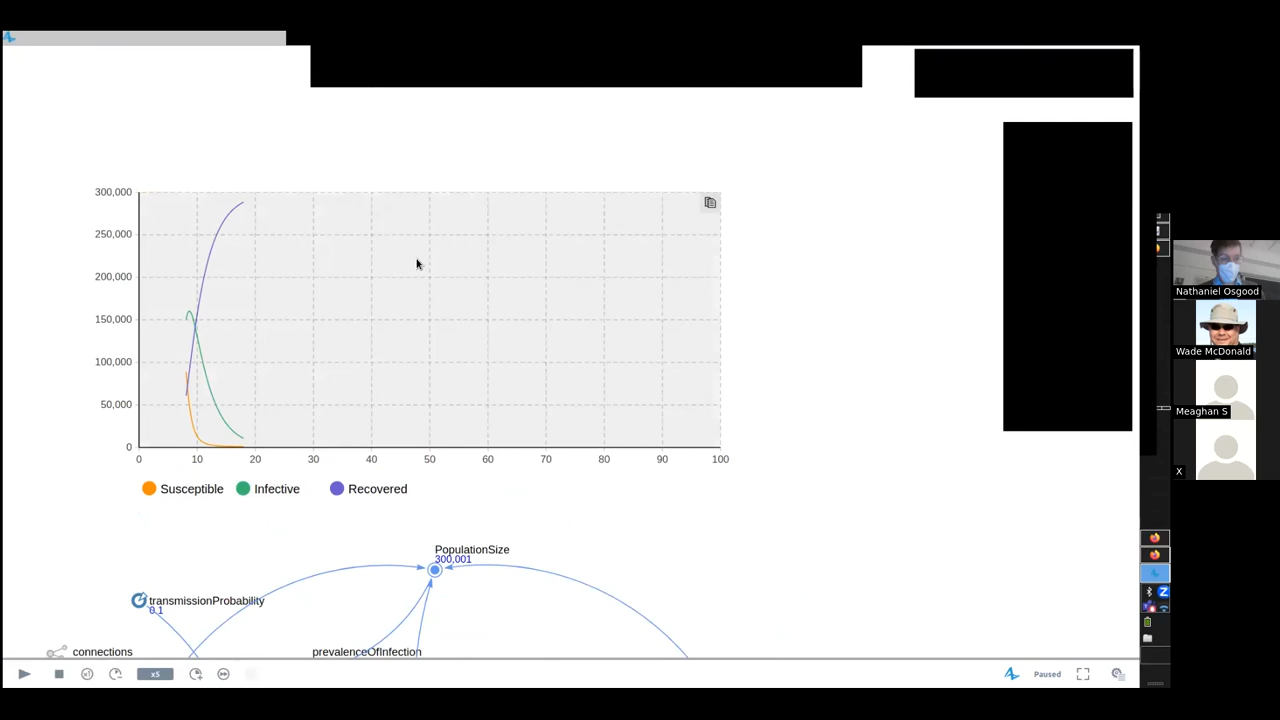 300,000
250,000
200,000
150,000
100,000
50,000
0
0 10 20 30 40 50 60 70 80 90 100
Susceptible Infective Recovered
PopulationSize
300,001
transmissionProbability
0.1
connections
prevalenceOfInfection
x1
x5
Paused
Nathaniel Osgood
Wade McDonald
Meaghan S
X